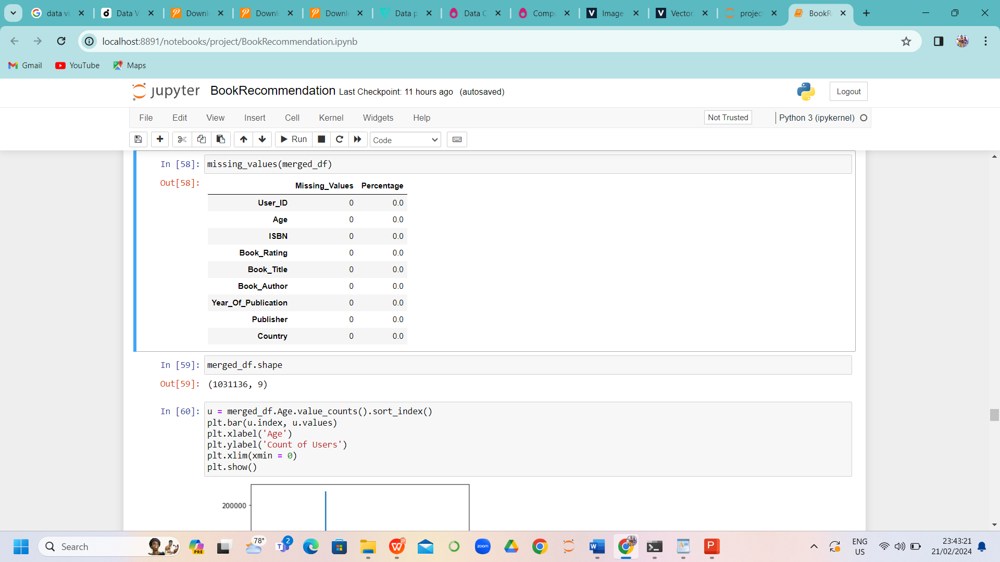 data vi
Data V
Downl
Downl
Downl
Data p
Data C
Compu
Image
Vector
project
BookR
localhost:8891/notebooks/project/BookRecommendation.ipynb
Gmail
YouTube
Maps
jupyter
BookRecommendation Last Checkpoint: 11 hours ago (autosaved)
Logout
File
Edit
View
Insert
Cell
Kernel
Widgets
Help
Not Trusted
Python 3 (ipykernel)
Run
Code
In [58]: missing_values(merged_df)
Out[58]:
Missing_Values Percentage
User_ID 0 0.0
Age 0 0.0
ISBN 0 0.0
Book_Rating 0 0.0
Book_Title 0 0.0
Book_Author 0 0.0
Year_Of_Publication 0 0.0
Publisher 0 0.0
Country 0 0.0
In [59]: merged_df.shape
Out[59]: (1031136, 9)
In [60]: u = merged_df.Age.value_counts().sort_index()
plt.bar(u.index, u.values)
plt.xlabel('Age')
plt.ylabel('Count of Users')
plt.xlim(xmin = 0)
plt.show()
200000
Search
PRE
78°
2
zoom
ENG
US
23:43:21
21/02/2024